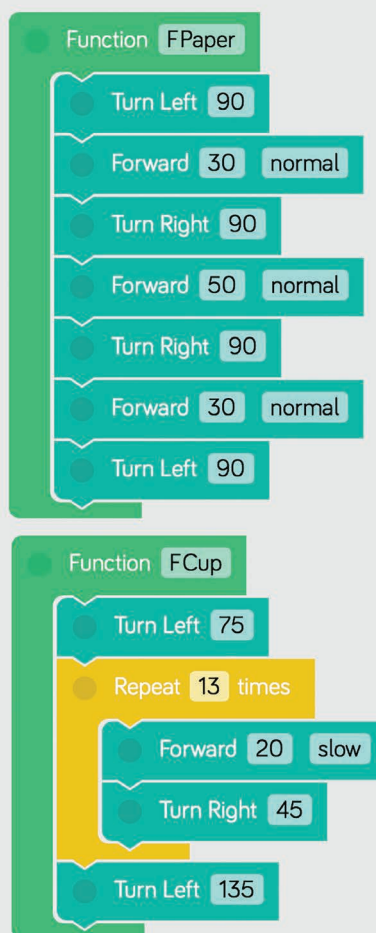 Function FPaper
Turn Left 90
Forward 30 normal
Turn Right 90
Forward 50 normal
Turn Right 90
Forward 30 normal
Turn Left 90
Function FCup
Turn Left 75
Repeat 13 times
Forward 20 slow
Turn Right 45
Turn Left 135